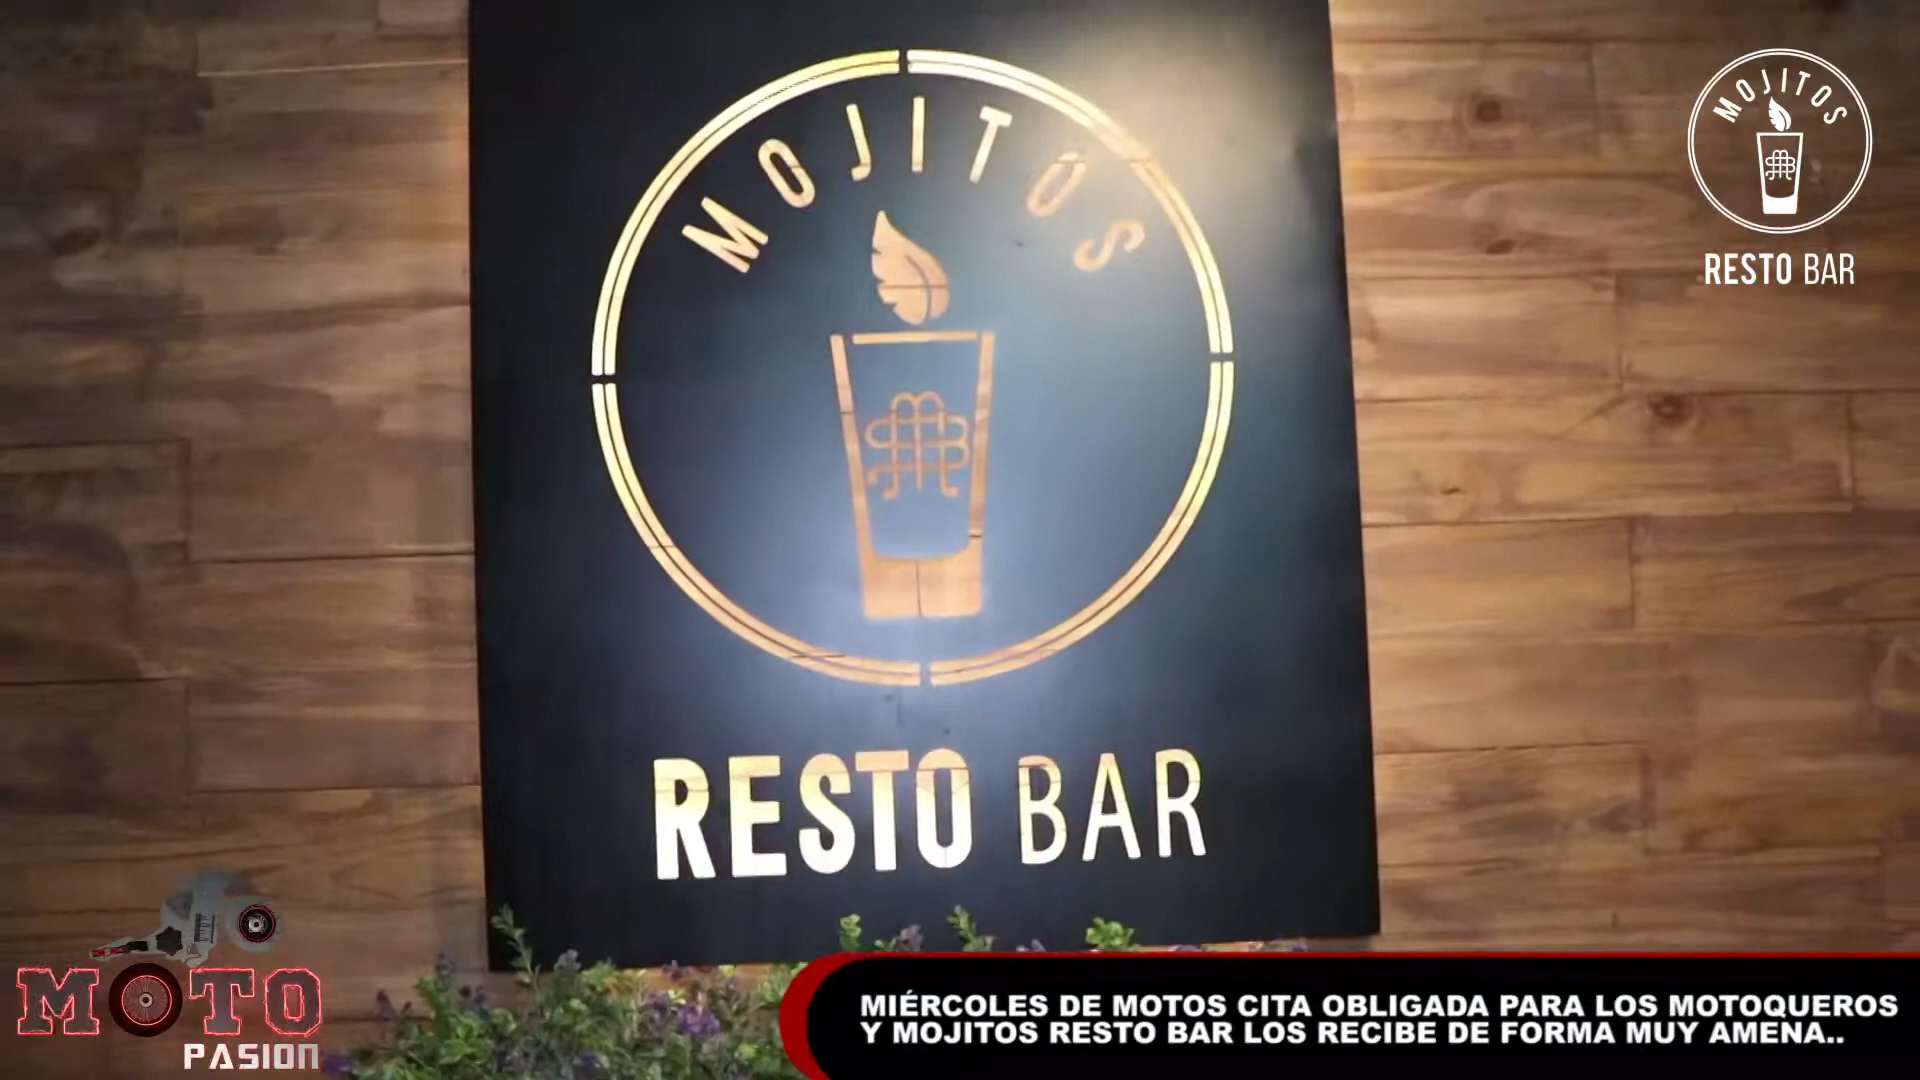 MOJITOS
RESTO BAR
MOJITOS
RESTO BAR
MOTO
PASION
MIÉRCOLES DE MOTOS CITA OBLIGADA PARA LOS MOTOQUEROS
Y MOJITOS RESTO BAR LOS RECIBE DE FORMA MUY AMENA..